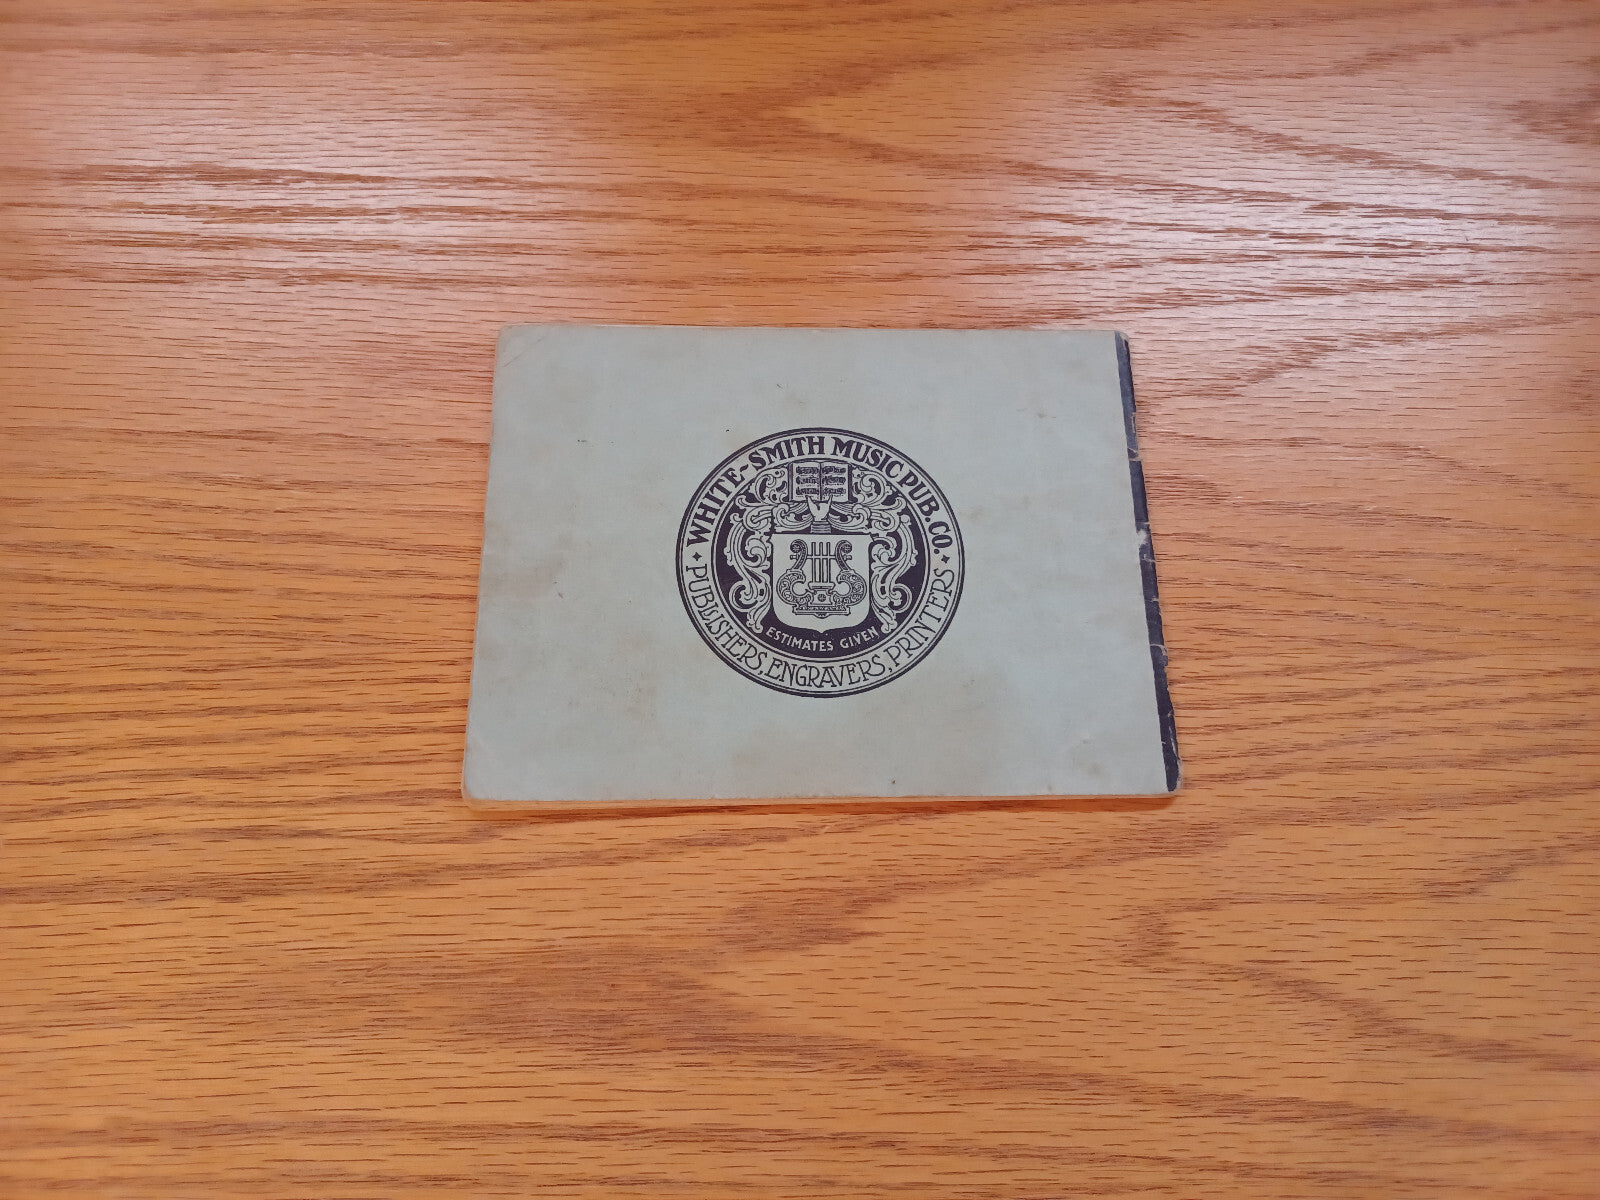 WHITE-SMITH MUSIC PUB. CO.
ESTIMATES GIVEN
PUBLISHERS, ENGRAVERS, PRINTERS